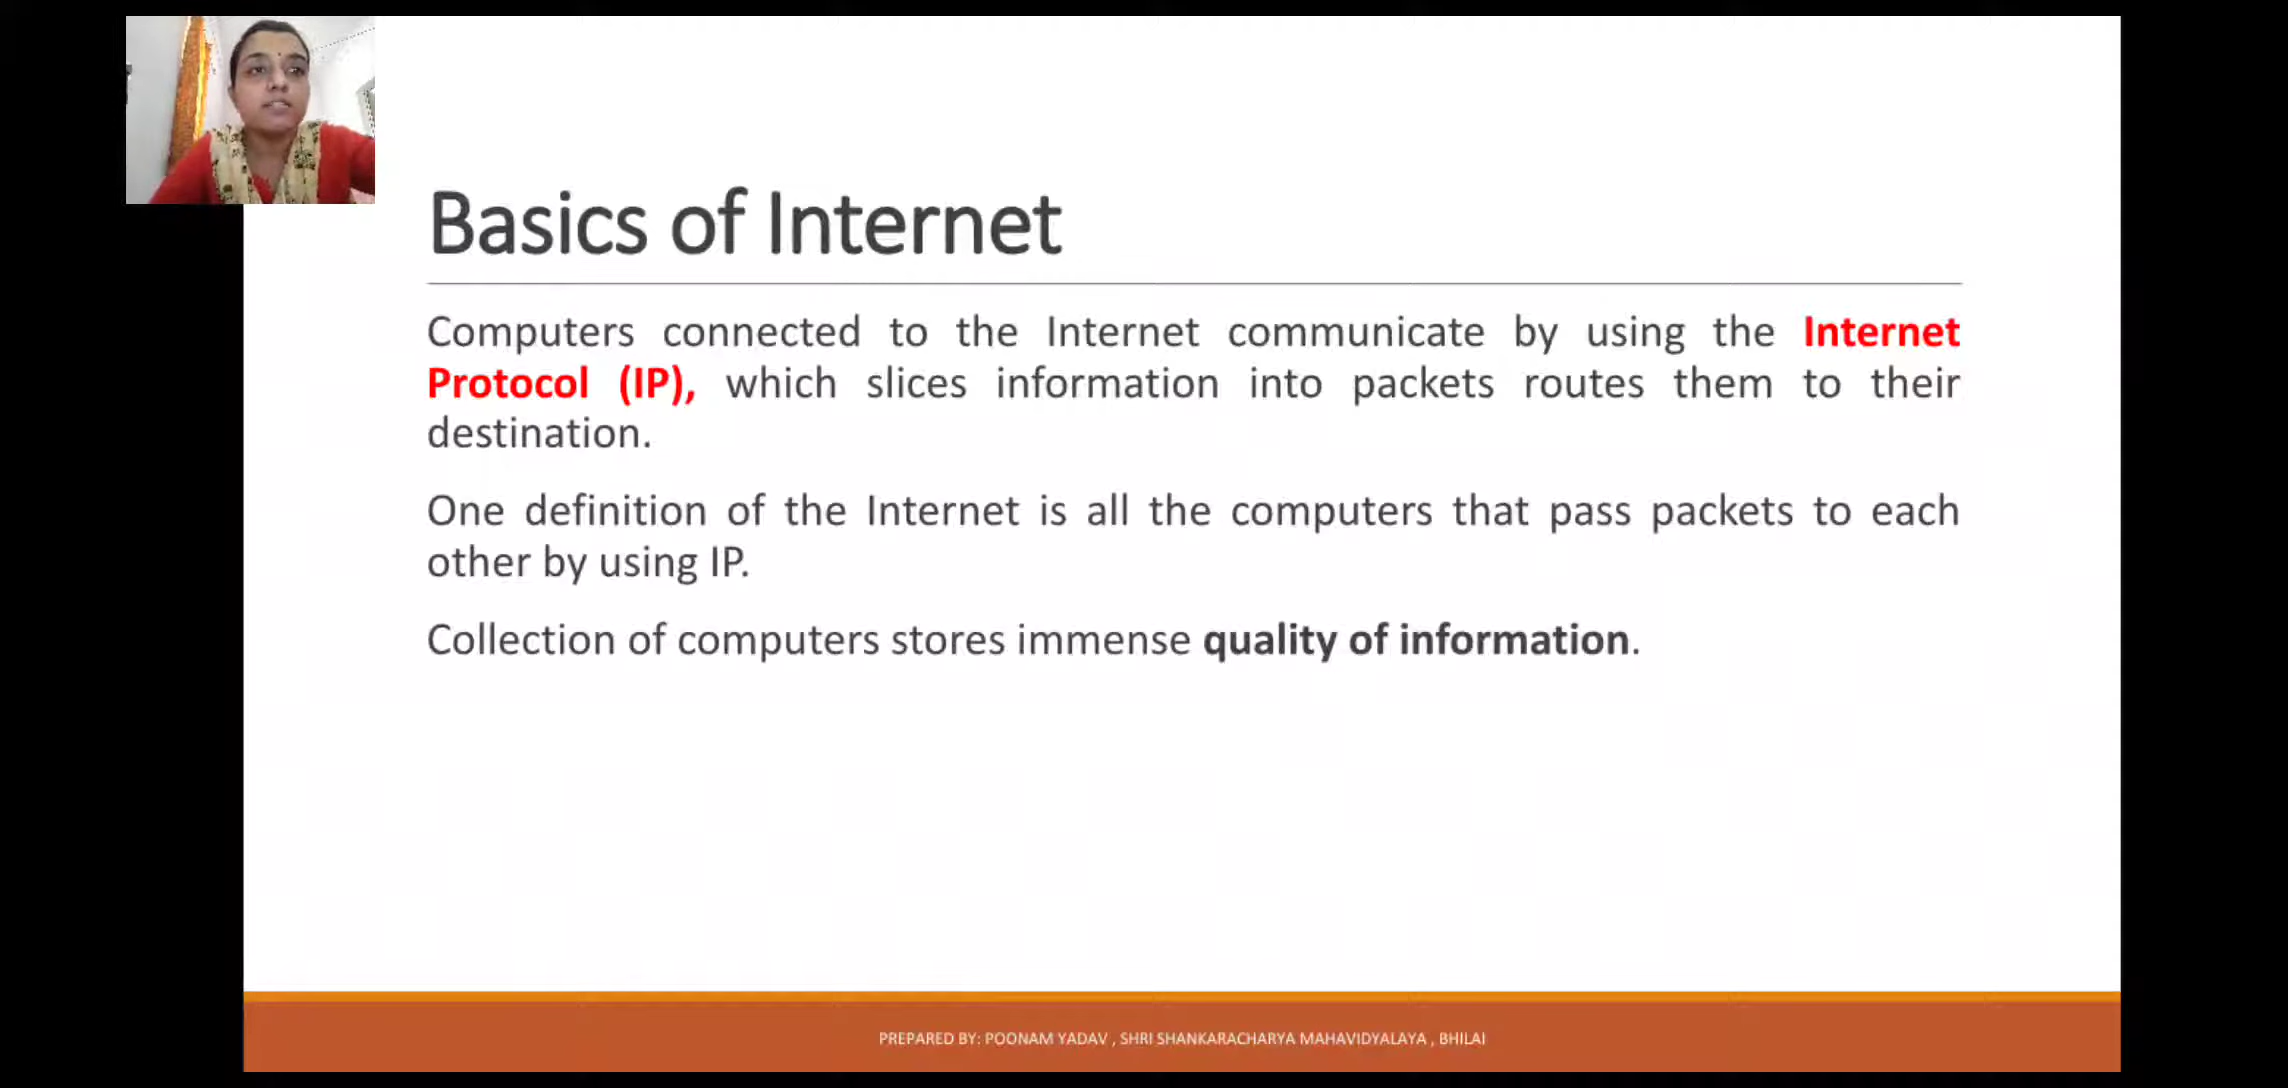 Basics of Internet
Computers connected to the Internet communicate by using the Internet
Protocol (IP), which slices information into packets routes them to their
destination.
One definition of the Internet is all the computers that pass packets to each
other by using IP.
Collection of computers stores immense quality of information.
PREPARED BY: POONAM YADAV , SHRI SHANKARACHARYA MAHAVIDYALAYA , BHILAI